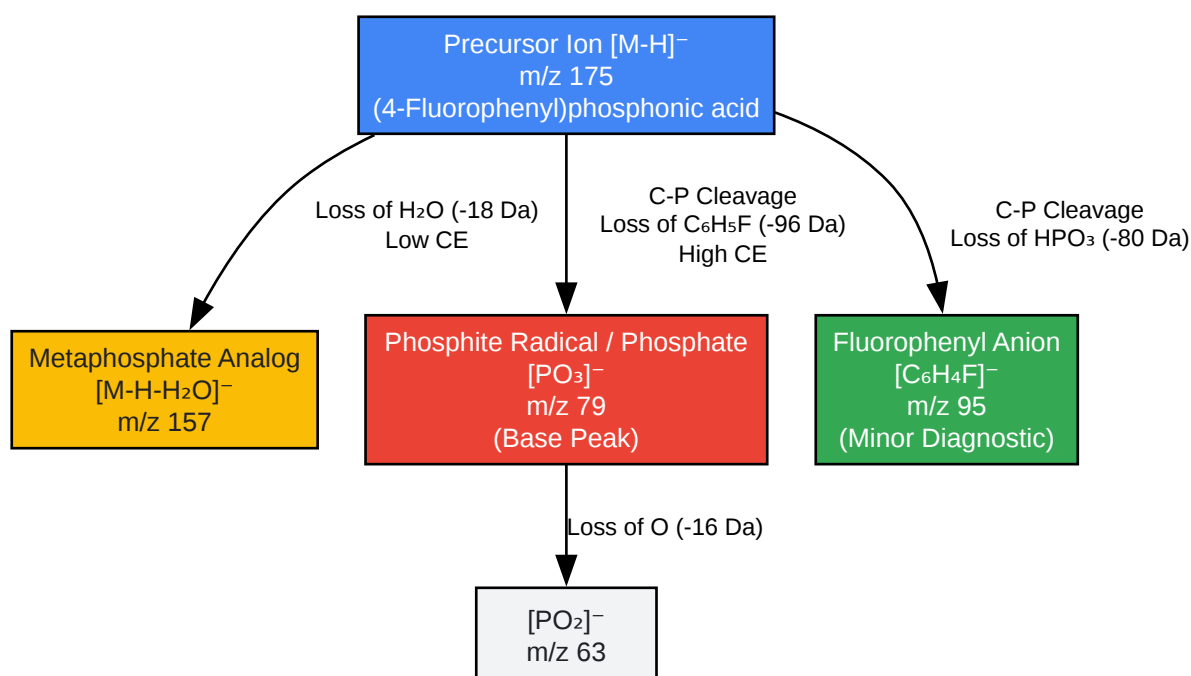 Precursor Ion [M-H]⁻
m/z 175
(4-Fluorophenyl)phosphonic acid
Loss of H₂O (-18 Da)
Low CE
C-P Cleavage
Loss of C₆H₅F (-96 Da)
High CE
C-P Cleavage
Loss of HPO₃ (-80 Da)
Metaphosphate Analog
[M-H-H₂O]⁻
m/z 157
Phosphite Radical / Phosphate
[PO₃]⁻
m/z 79
(Base Peak)
Fluorophenyl Anion
[C₆H₄F]⁻
m/z 95
(Minor Diagnostic)
Loss of O (-16 Da)
[PO₂]⁻
m/z 63